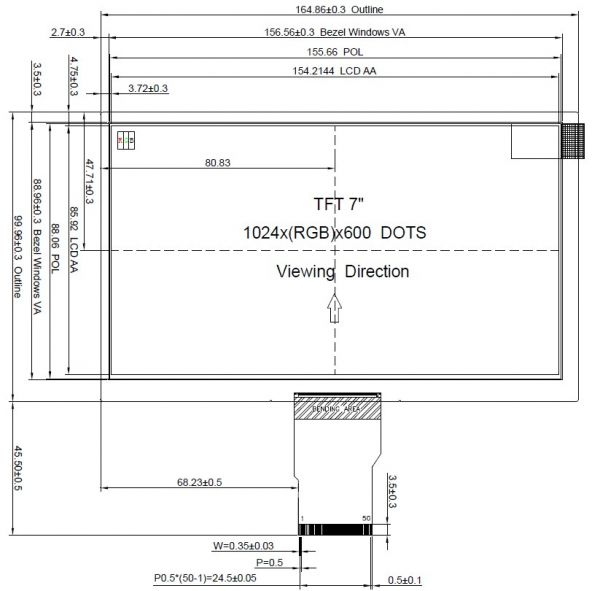 164.86±0.3 Outline
2.7±0.3
156.56±0.3 Bezel Windows VA
155.66 POL
154.2144 LCD AA
3.72±0.3
3.5±0.3
4.75±0.3
80.83
47.71±0.3
85.92 LCD AA
88.06 POL
88.96±0.3 Bezel Windows VA
99.96±0.3 Outline
R G B
TFT 7"
1024x(RGB)x600 DOTS
Viewing Direction
BENDING AREA
45.50±0.5
68.23±0.5
3.5±0.3
1
50
W=0.35±0.03
P=0.5
P0.5*(50-1)=24.5±0.05
0.5±0.1